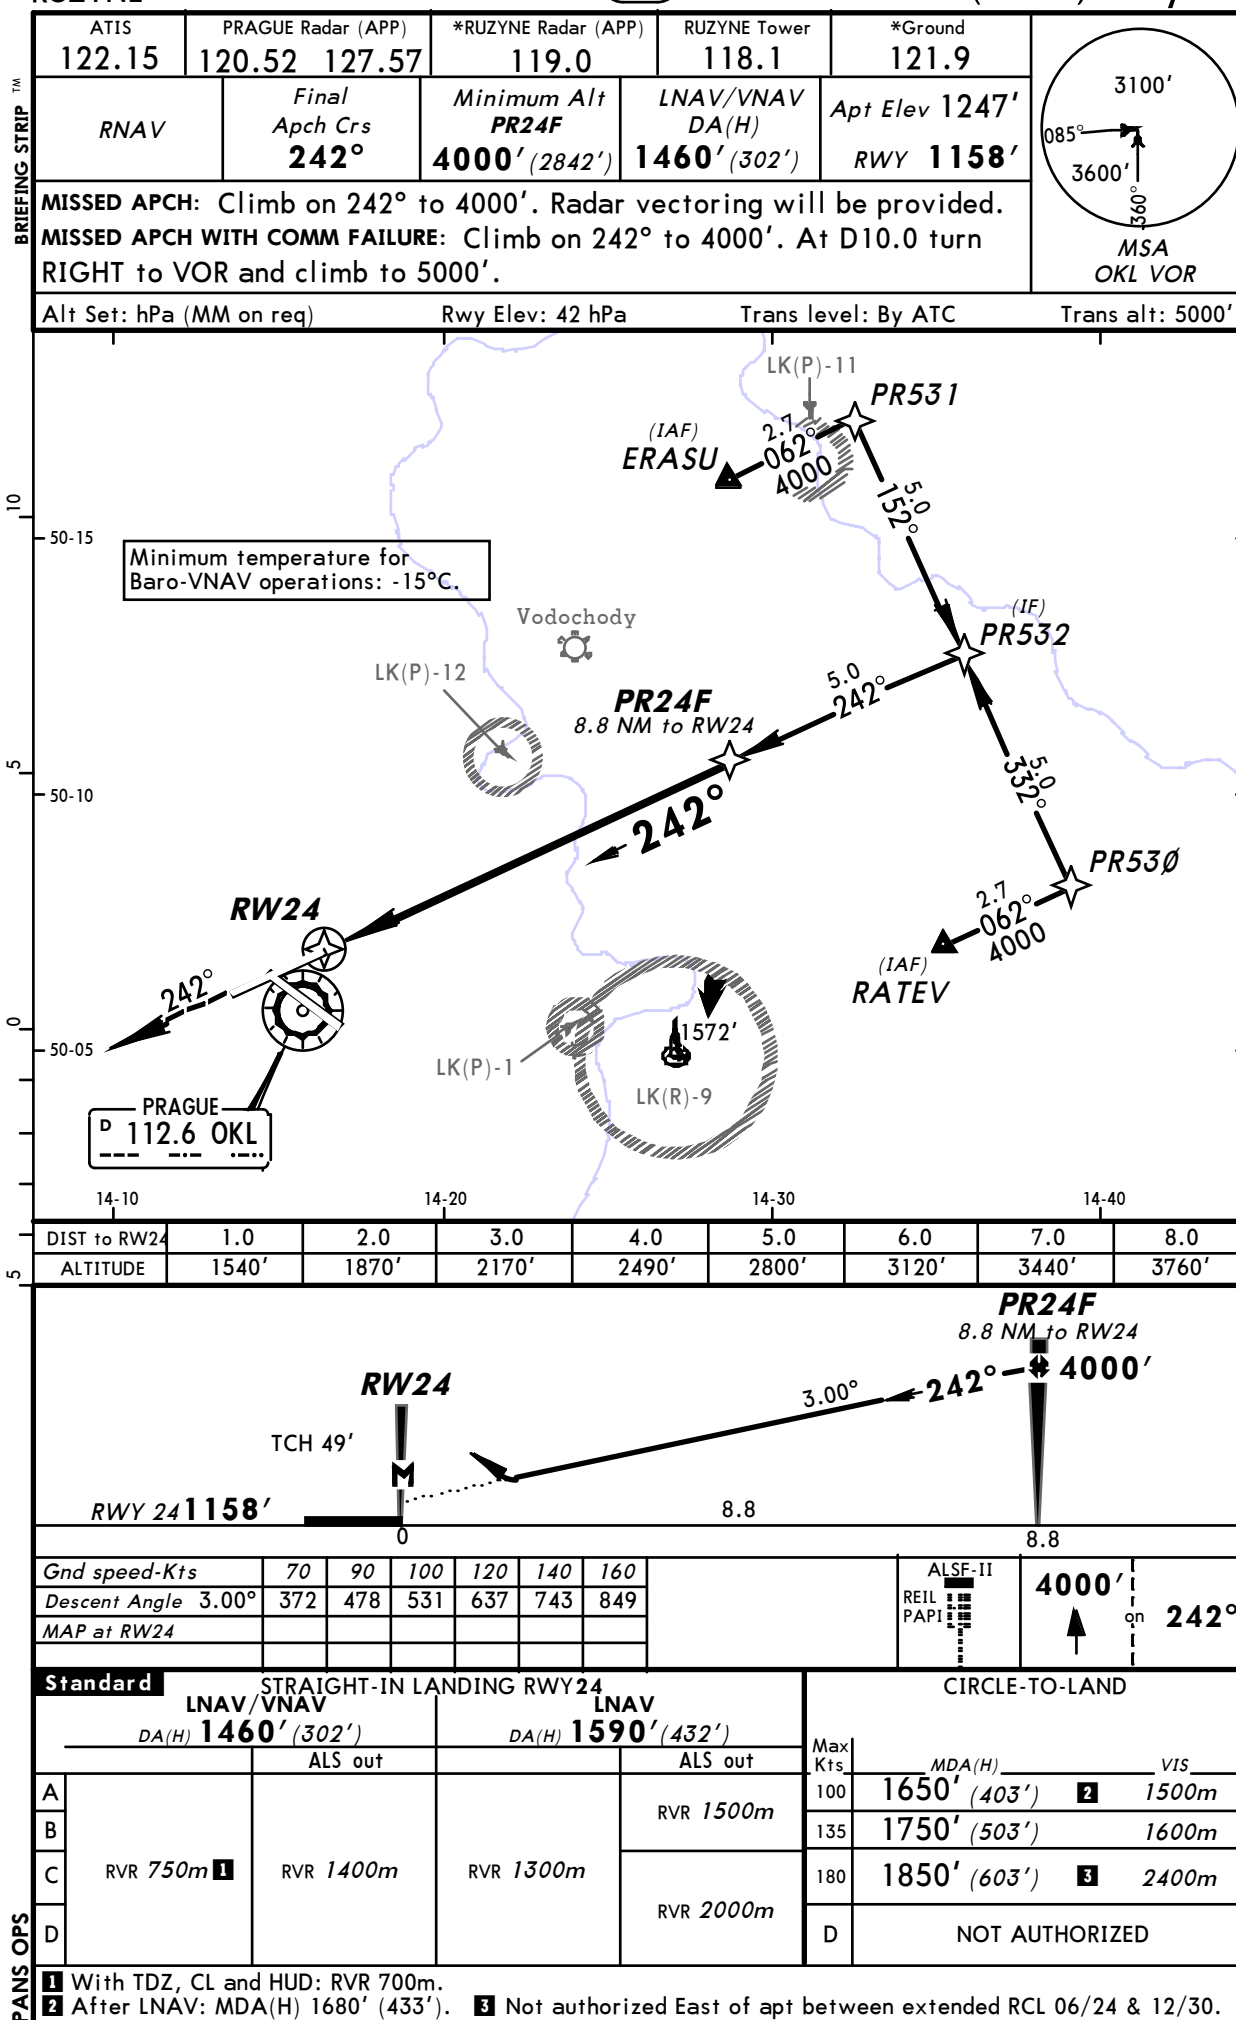 ATIS PRAGUE Radar (APP) *RUZYNE Radar (APP) RUZYNE Tower *Ground
122.15 120.52 127.57 119.0 118.1 121.9
BRIEFING STRIP TM
RNAV
Final
Apch Crs
242°
Minimum Alt
PR24F
4000' (2842')
LNAV/VNAV
DA(H)
1460' (302')
Apt Elev 1247'
RWY 1158'
3100'
085°
3600'
360°
MSA
OKL VOR
MISSED APCH: Climb on 242° to 4000'. Radar vectoring will be provided.
MISSED APCH WITH COMM FAILURE: Climb on 242° to 4000'. At D10.0 turn
RIGHT to VOR and climb to 5000'.
Alt Set: hPa (MM on req) Rwy Elev: 42 hPa Trans level: By ATC Trans alt: 5000'
LK(P)-11
PR531
(IAF)
ERASU
2.7
062°
4000
5.0
152°
10
50-15
Minimum temperature for
Baro-VNAV operations: -15°C.
Vodochody
(IF)
PR532
LK(P)-12
PR24F
8.8 NM to RW24
5.0
242°
5
50-10
242°
5.0
332°
PR53Ø
2.7
062°
4000
(IAF)
RATEV
RW24
242°
0
50-05
1572'
LK(P)-1
LK(R)-9
PRAGUE
D 112.6 OKL
14-10 14-20 14-30 14-40
5
DIST to RW24 1.0 2.0 3.0 4.0 5.0 6.0 7.0 8.0
ALTITUDE 1540' 1870' 2170' 2490' 2800' 3120' 3440' 3760'
PR24F
8.8 NM to RW24
4000'
242°
3.00°
RW24
TCH 49'
M
RWY 24 1158'
8.8
0 8.8
Gnd speed-Kts 70 90 100 120 140 160
Descent Angle 3.00° 372 478 531 637 743 849
MAP at RW24
ALSF-II
REIL
PAPI
4000' on 242°
Standard STRAIGHT-IN LANDING RWY24 CIRCLE-TO-LAND
LNAV/VNAV LNAV
DA(H) 1460' (302') DA(H) 1590' (432')
ALS out ALS out
Max
Kts MDA(H) VIS
A
B
C
D
RVR 750m 1
RVR 1400m
RVR 1300m
RVR 1500m
RVR 2000m
100 1650' (403') 2 1500m
135 1750' (503') 1600m
180 1850' (603') 3 2400m
D NOT AUTHORIZED
PANS OPS
1 With TDZ, CL and HUD: RVR 700m.
2 After LNAV: MDA(H) 1680' (433'). 3 Not authorized East of apt between extended RCL 06/24 & 12/30.